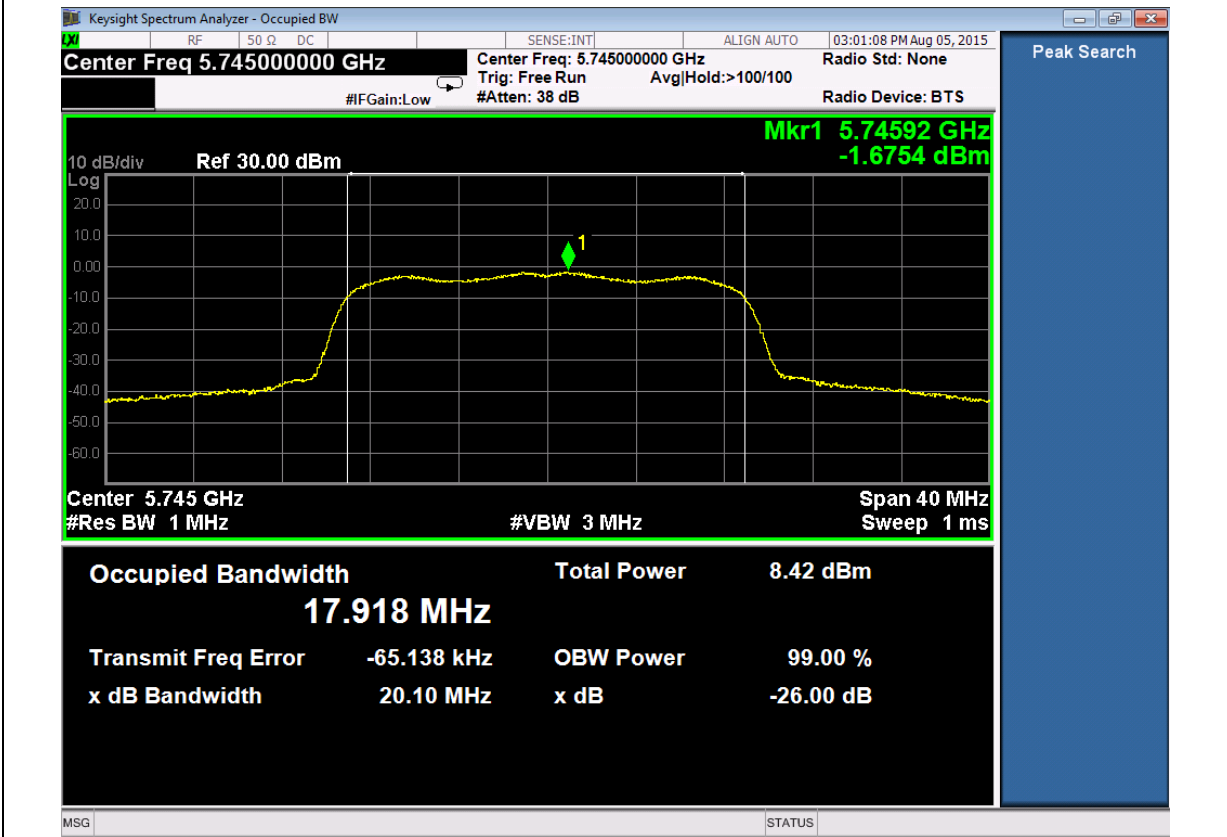 Keysight Spectrum Analyzer - Occupied BW
LXI RF 50 Ω DC SENSE:INT ALIGN AUTO 03:01:08 PM Aug 05, 2015
Center Freq 5.745000000 GHz
Center Freq: 5.745000000 GHz
Radio Std: None
Trig: Free Run Avg|Hold:>100/100
#IFGain:Low
#Atten: 38 dB
Radio Device: BTS
Peak Search
Mkr1 5.74592 GHz
-1.6754 dBm
10 dB/div Ref 30.00 dBm
Log
20.0
10.0
0.00
-10.0
-20.0
-30.0
-40.0
-50.0
-60.0
1
Center 5.745 GHz Span 40 MHz
#Res BW 1 MHz #VBW 3 MHz Sweep 1 ms
Occupied Bandwidth Total Power 8.42 dBm
17.918 MHz
Transmit Freq Error -65.138 kHz OBW Power 99.00 %
x dB Bandwidth 20.10 MHz x dB -26.00 dB
MSG STATUS